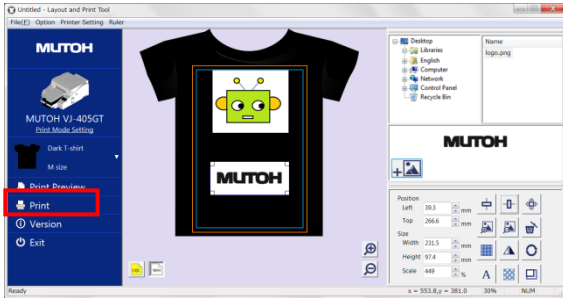 Untitled - Layout and Print Tool
File(F) Option Printer Setting Ruler
MUTOH
MUTOH VJ-405GT
Print Mode Setting
Dark T-shirt
M size
Print Preview
Print
Version
Exit
MUTOH
Desktop
Libraries
English
Computer
Network
Control Panel
Recycle Bin
Name
logo.png
MUTOH
Position
Left 39.3 mm
Top 266.6 mm
Size
Width 231.5 mm
Height 97.4 mm
Scale 449 %
A
Ready
x = 553.8,y = 381.0 30% NUM